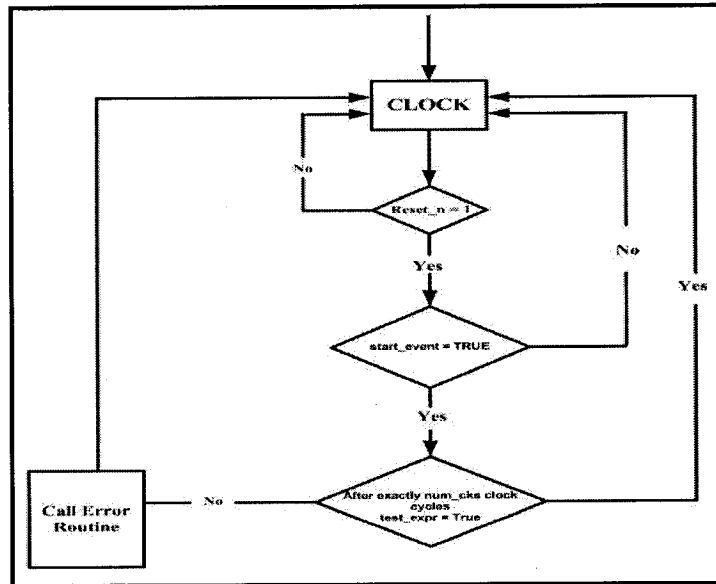 CLOCK
No
Reset_n = 1
Yes
No
Yes
start_event = TRUE
Yes
After exactly num_cks clock
cycles
test_expr = True
No
Call Error
Routine